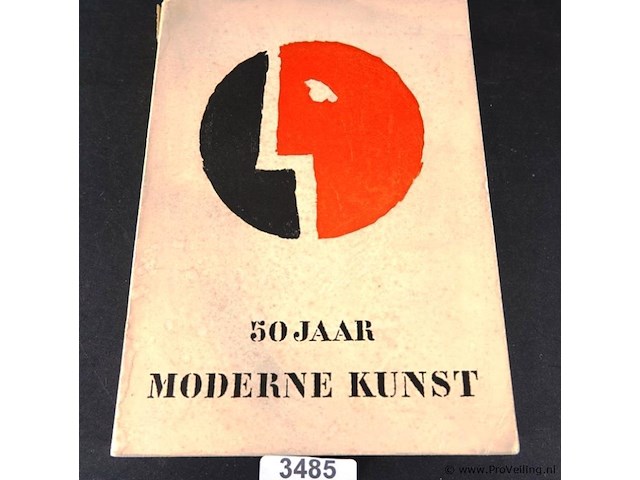 50 JAAR
MODERNE KUNST
3485
© www.ProVeiling.nl